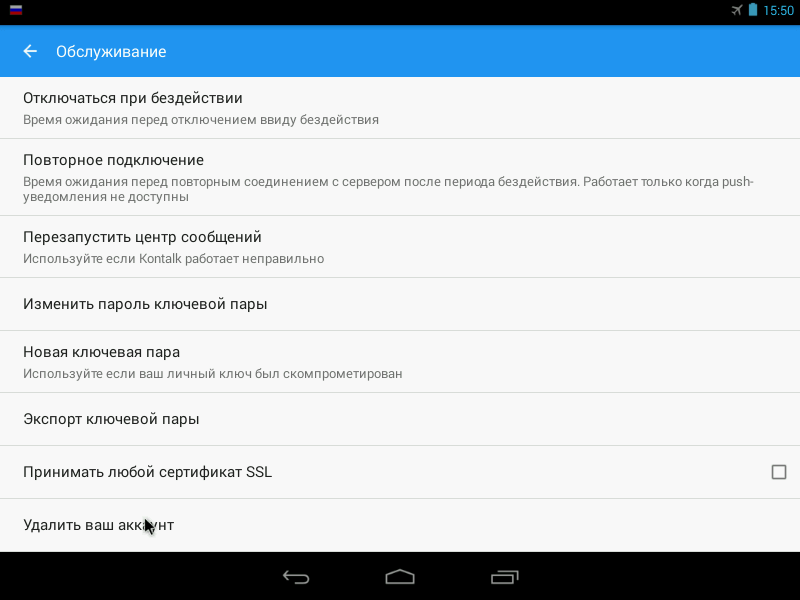 15:50
Обслуживание
Отключаться при бездействии
Время ожидания перед отключением ввиду бездействия
Повторное подключение
Время ожидания перед повторным соединением с сервером после периода бездействия. Работает только когда push-
уведомления не доступны
Перезапустить центр сообщений
Используйте если Kontalk работает неправильно
Изменить пароль ключевой пары
Новая ключевая пара
Используйте если ваш личный ключ был скомпрометирован
Экспорт ключевой пары
Принимать любой сертификат SSL
Удалить ваш аккаунт